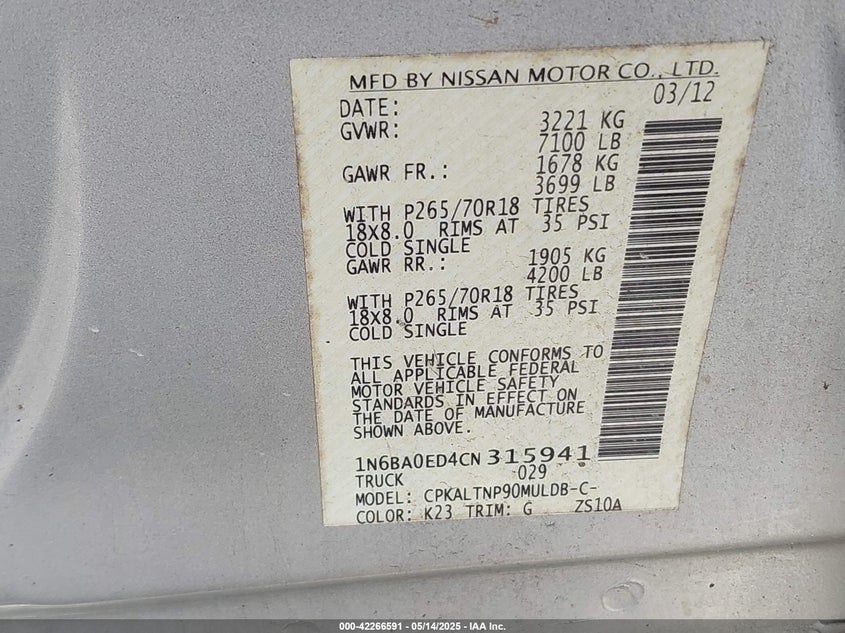 MFD BY NISSAN MOTOR CO., LTD.
DATE: 03/12
GVWR: 3221 KG
7100 LB
GAWR FR.: 1678 KG
3699 LB
WITH P265/70R18 TIRES
18X8.0 RIMS AT 35 PSI
COLD SINGLE
GAWR RR.: 1905 KG
4200 LB
WITH P265/70R18 TIRES
18X8.0 RIMS AT 35 PSI
COLD SINGLE
THIS VEHICLE CONFORMS TO
ALL APPLICABLE FEDERAL
MOTOR VEHICLE SAFETY
STANDARDS IN EFFECT ON
THE DATE OF MANUFACTURE
SHOWN ABOVE.
1N6BA0ED4CN 315941
TRUCK 029
MODEL: CPKALTNP90MULDB-C-
COLOR: K23 TRIM: G ZS10A
000-42266591 / 05/14/2025 - IAA Inc.